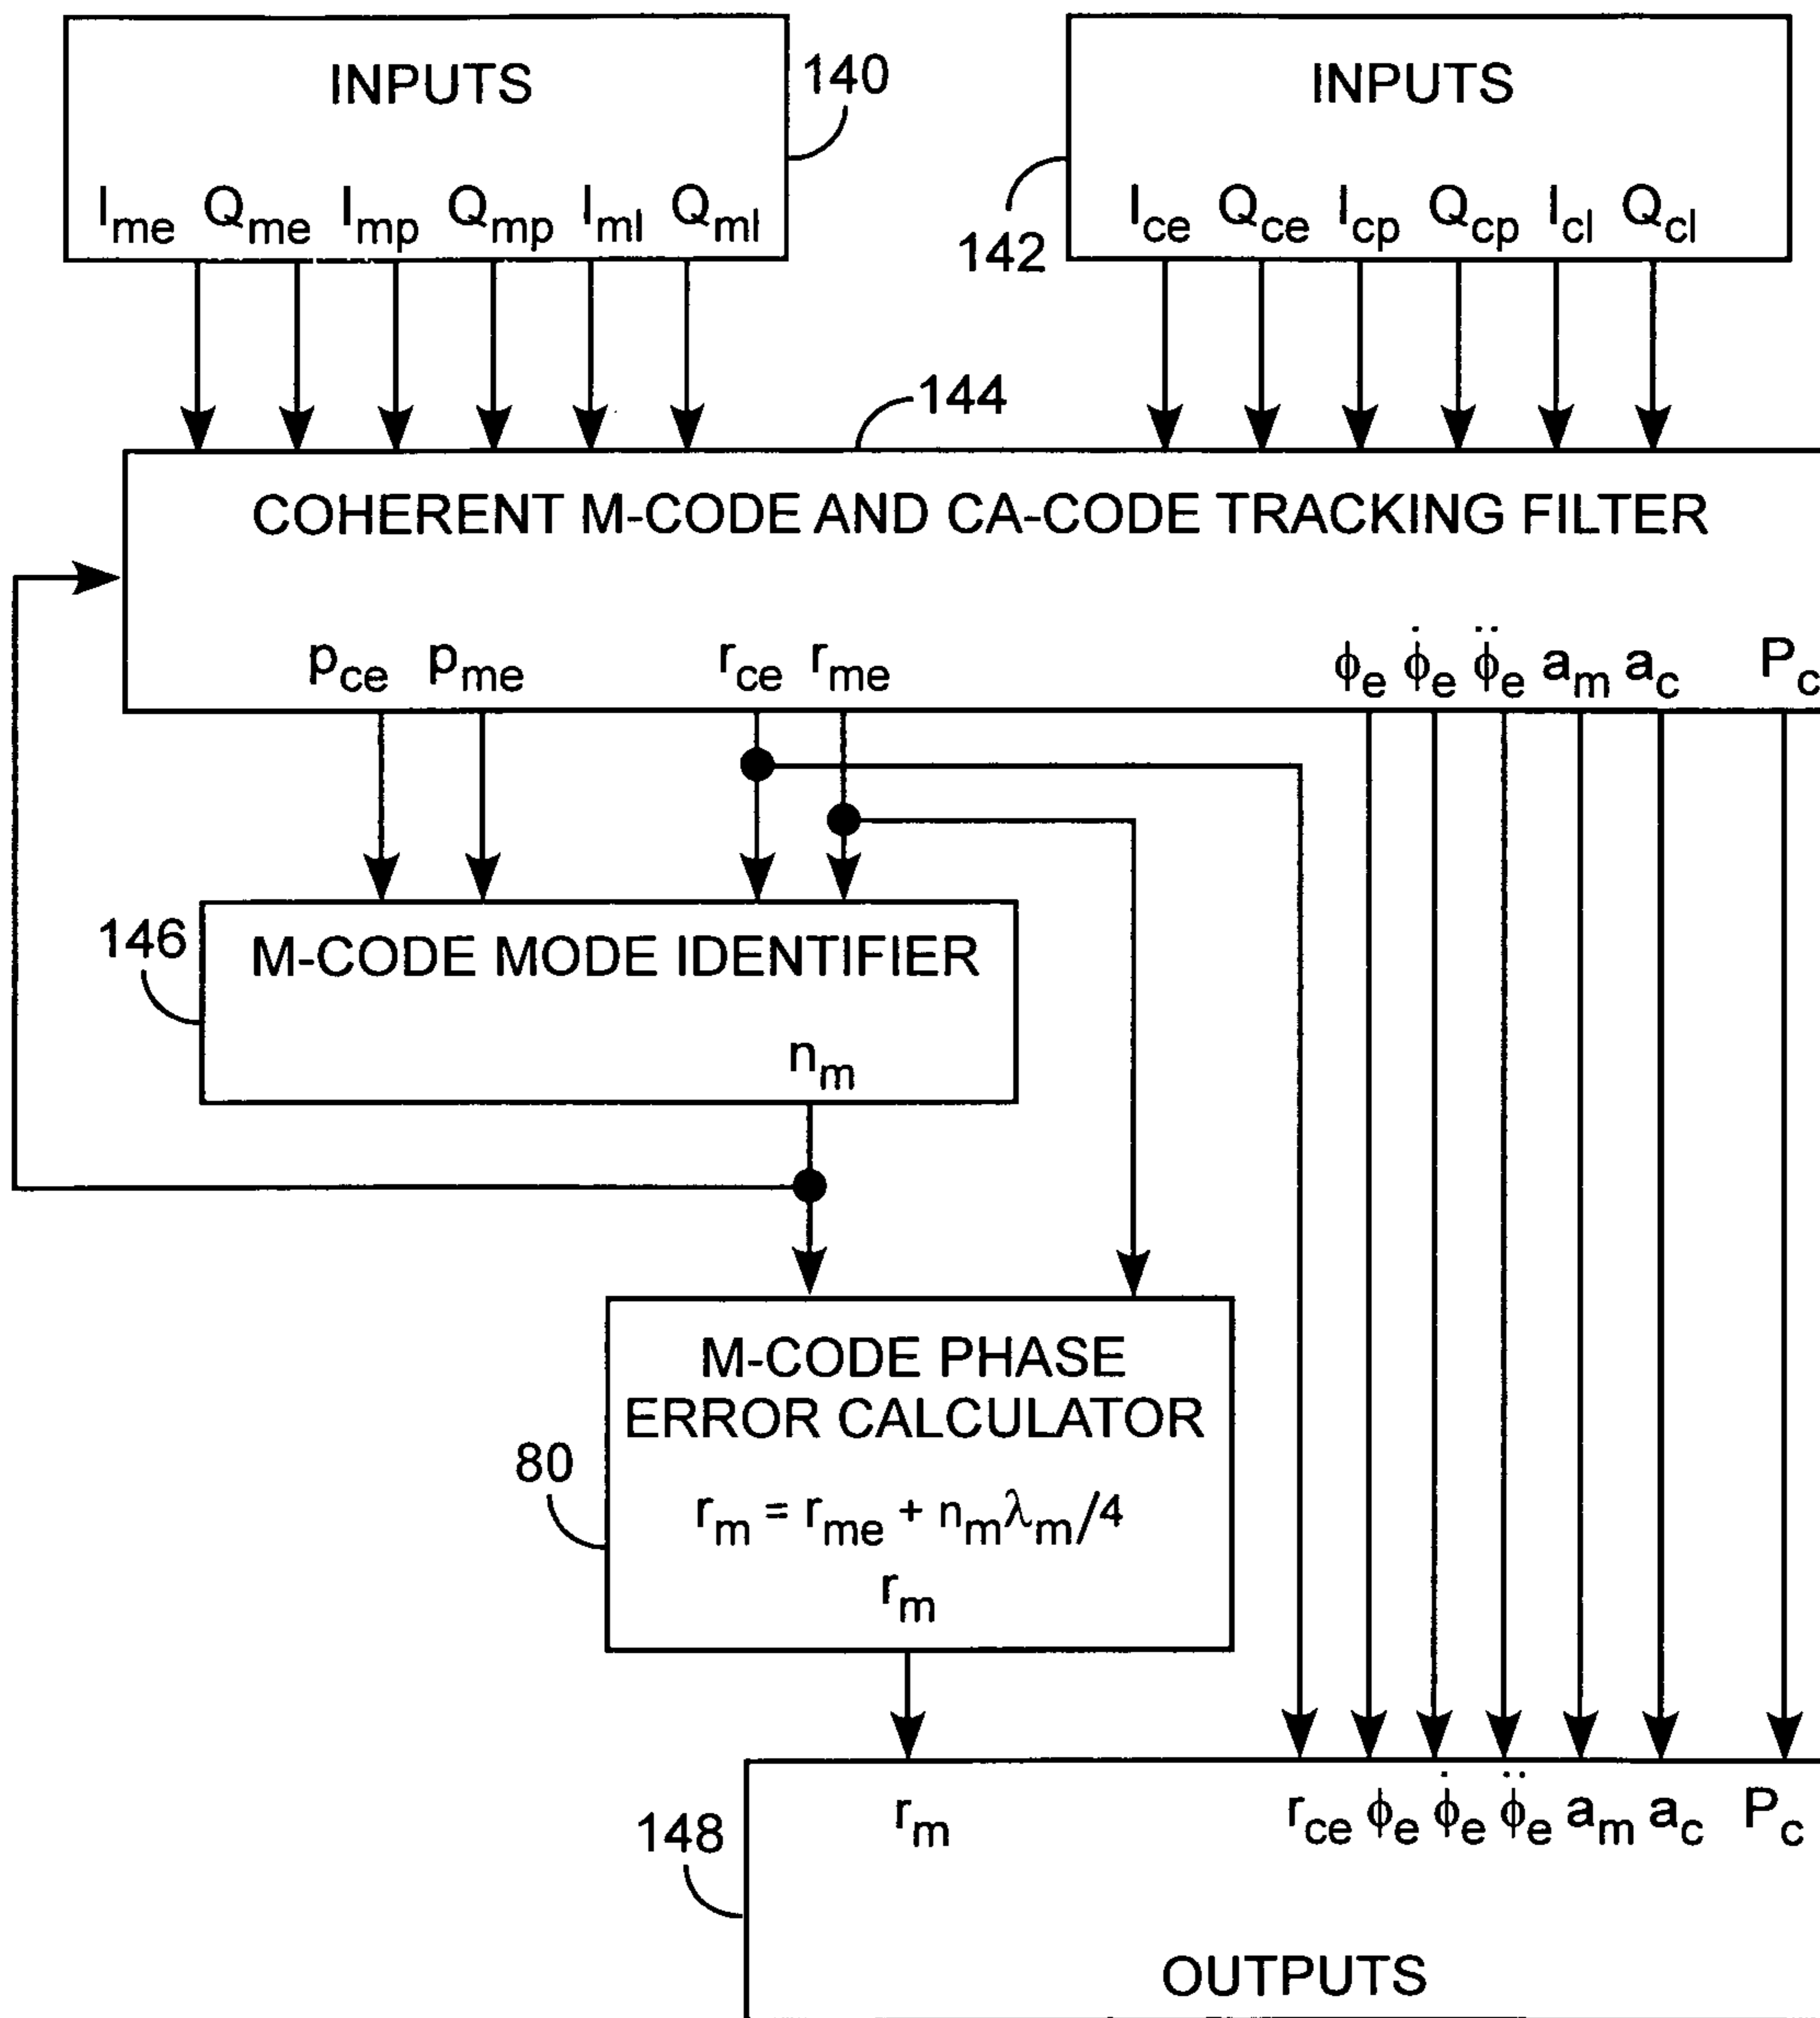 INPUTS
140
I_me Q_me I_mp Q_mp I_ml Q_ml
INPUTS
142
I_ce Q_ce I_cp Q_cp I_cl Q_cl
144
COHERENT M-CODE AND CA-CODE TRACKING FILTER
p_ce p_me r_ce r_me ϕ_e ϕ̇_e ϕ̈_e a_m a_c P_c
146
M-CODE MODE IDENTIFIER
n_m
M-CODE PHASE
ERROR CALCULATOR
80
r_m = r_me + n_mλ_m/4
r_m
148
r_m r_ce ϕ_e ϕ̇_e ϕ̈_e a_m a_c P_c
OUTPUTS